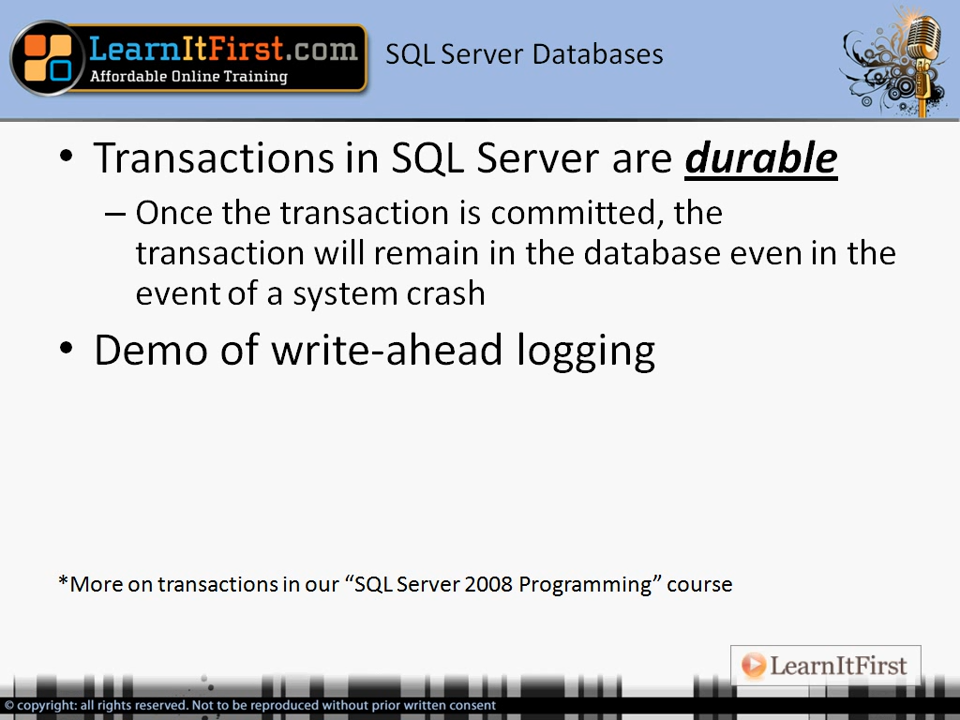 LearnItFirst.com
Affordable Online Training
SQL Server Databases
• Transactions in SQL Server are durable
– Once the transaction is committed, the
transaction will remain in the database even in the
event of a system crash
• Demo of write-ahead logging
*More on transactions in our “SQL Server 2008 Programming” course
LearnItFirst
© copyright: all rights reserved. Not to be reproduced without prior written consent